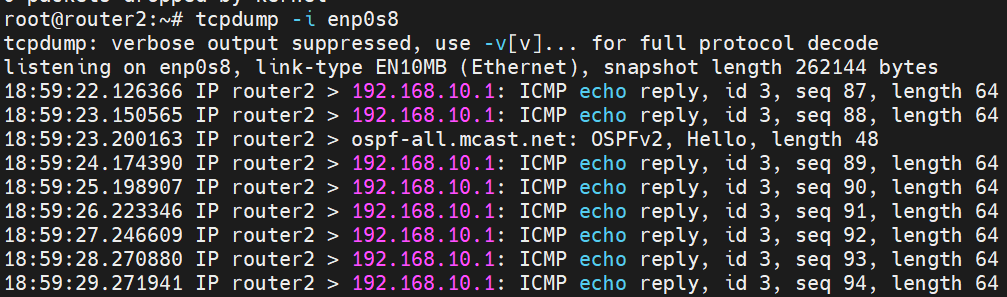 0 packets dropped by kernel
root@router2:~# tcpdump -i enp0s8
tcpdump: verbose output suppressed, use -v[v]... for full protocol decode
listening on enp0s8, link-type EN10MB (Ethernet), snapshot length 262144 bytes
18:59:22.126366 IP router2 > 192.168.10.1: ICMP echo reply, id 3, seq 87, length 64
18:59:23.150565 IP router2 > 192.168.10.1: ICMP echo reply, id 3, seq 88, length 64
18:59:23.200163 IP router2 > ospf-all.mcast.net: OSPFv2, Hello, length 48
18:59:24.174390 IP router2 > 192.168.10.1: ICMP echo reply, id 3, seq 89, length 64
18:59:25.198907 IP router2 > 192.168.10.1: ICMP echo reply, id 3, seq 90, length 64
18:59:26.223346 IP router2 > 192.168.10.1: ICMP echo reply, id 3, seq 91, length 64
18:59:27.246609 IP router2 > 192.168.10.1: ICMP echo reply, id 3, seq 92, length 64
18:59:28.270880 IP router2 > 192.168.10.1: ICMP echo reply, id 3, seq 93, length 64
18:59:29.271941 IP router2 > 192.168.10.1: ICMP echo reply, id 3, seq 94, length 64